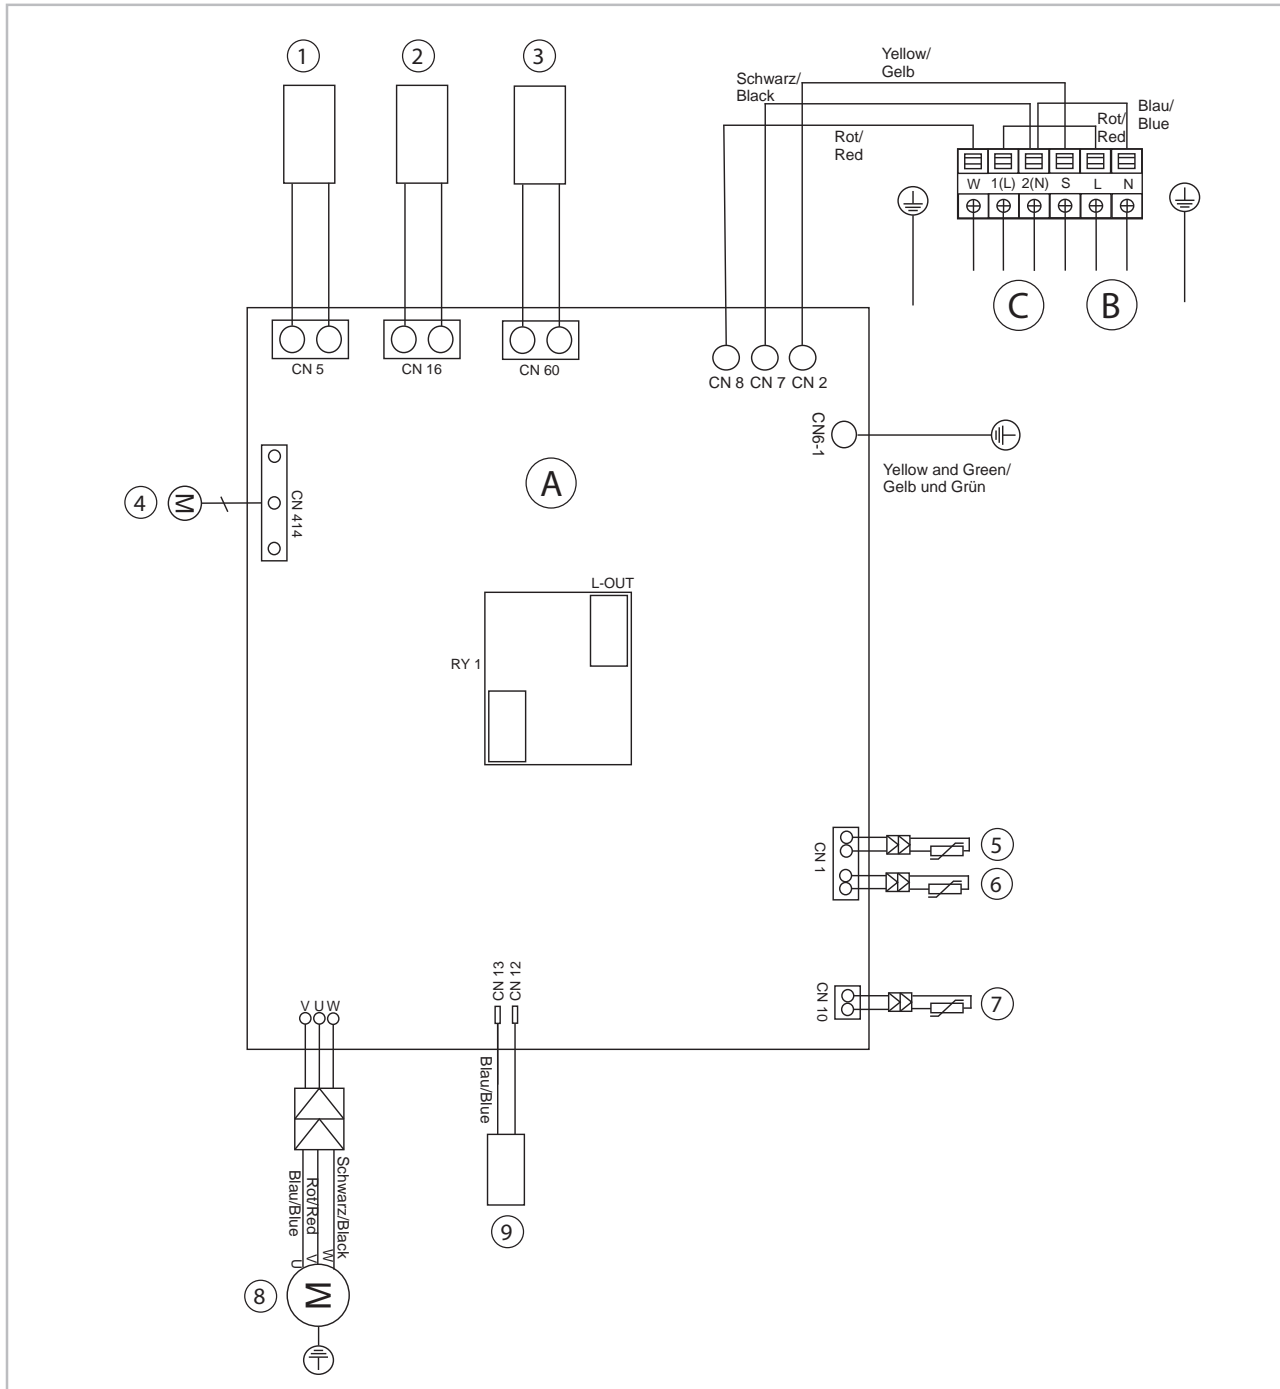 1
2
3
Yellow/
Gelb
Schwarz/
Black
Rot/
Red
Rot/
Red
Blau/
Blue
W 1(L) 2(N) S L N
C
B
CN 5
CN 16
CN 60
CN 8 CN 7 CN 2
CN6-1
Yellow and Green/
Gelb und Grün
A
4
M
CN 414
L-OUT
RY 1
CN 1
5
6
CN 10
7
V U W
CN 13
CN 12
Blau/Blue
Blau/Blue
Rot/Red
Schwarz/Black
U
V
W
9
8
M